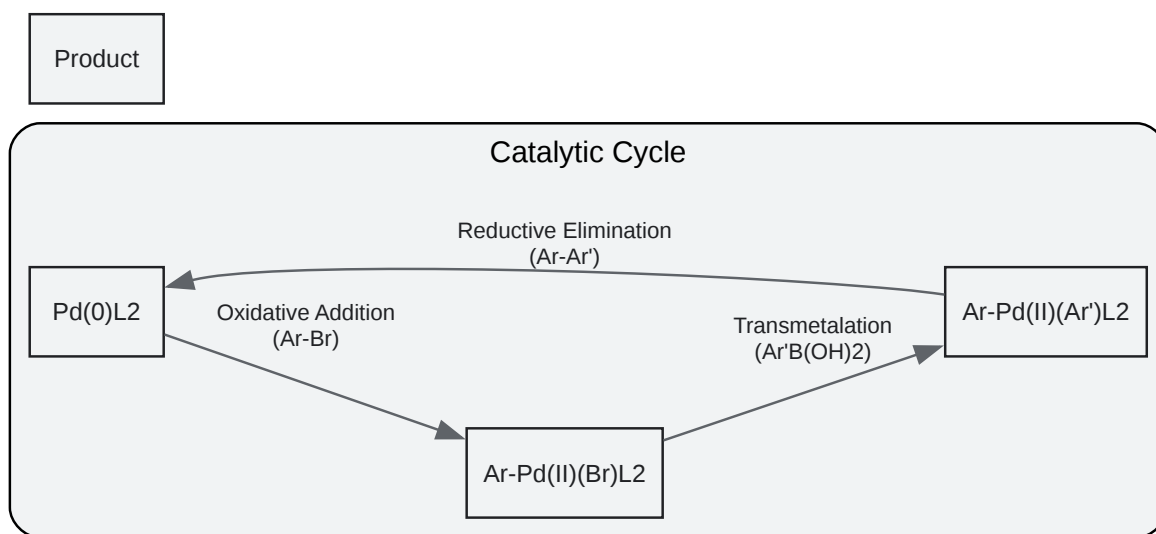 Product
Catalytic Cycle
Reductive Elimination
(Ar-Ar')
Pd(0)L2
Oxidative Addition
(Ar-Br)
Transmetalation
(Ar'B(OH)2)
Ar-Pd(II)(Ar')L2
Ar-Pd(II)(Br)L2